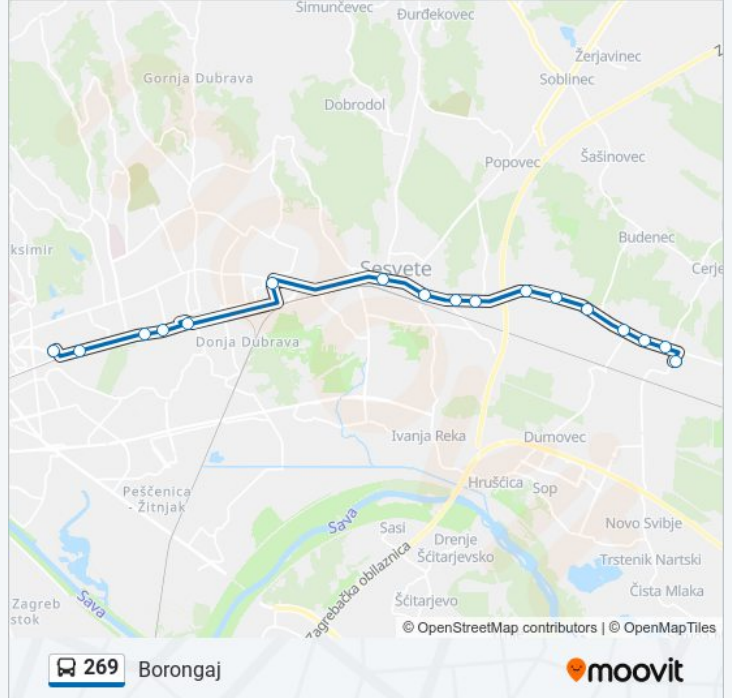 Simunčevec
Đurđekovec
Ž
Žerjavinec
Gornja Dubrava
Soblinec
Dobrodol
Popovec
Šašinovec
Budenec
ksimir
Sesvete
Cerje
Donja Dubrava
Ivanja Reka
Dumovec
Hrušćica
Sop
Peščenica
- Žitnjak
Sava
Sasi
Novo Svibje
Drenje
Šćitarjevsko
Trstenik Nartski
Čista Mlaka
Zagreb
stok
Sava
Šćitarjevo
Zagrebačka obilaznica
© OpenStreetMap contributors | © OpenMapTiles
269 Borongaj
moovit